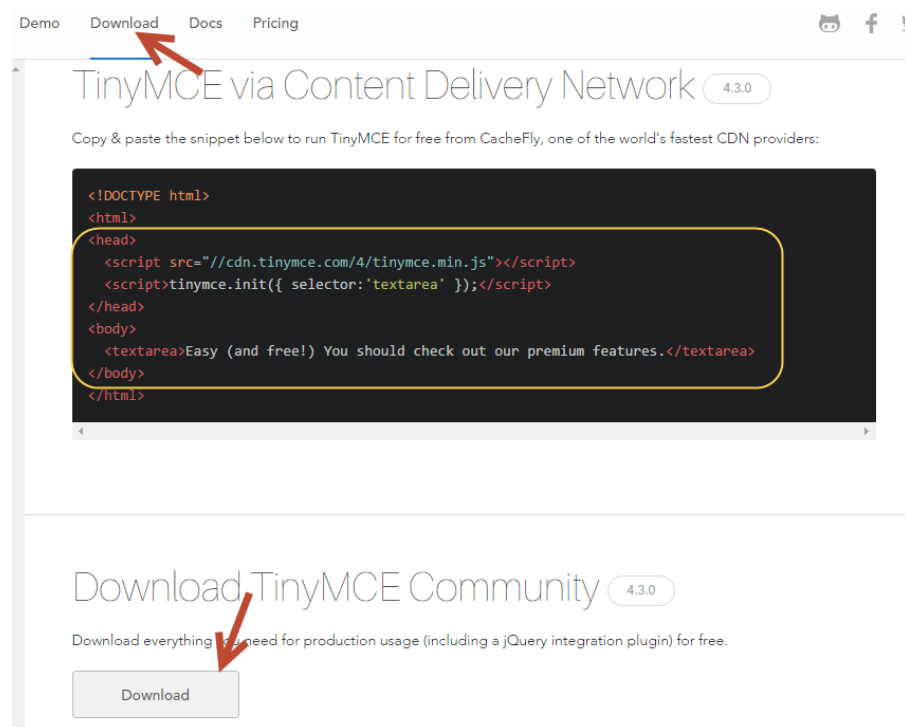 Demo Download Docs Pricing
TinyMCE via Content Delivery Network 4.3.0
Copy & paste the snippet below to run TinyMCE for free from CacheFly, one of the world's fastest CDN providers:
<!DOCTYPE html>
<html>
<head>
<script src="//cdn.tinymce.com/4/tinymce.min.js"></script>
<script>tinymce.init({ selector:'textarea' });</script>
</head>
<body>
<textarea>Easy (and free!) You should check out our premium features.</textarea>
</body>
</html>
Download TinyMCE Community 4.3.0
Download everything you need for production usage (including a jQuery integration plugin) for free.
Download